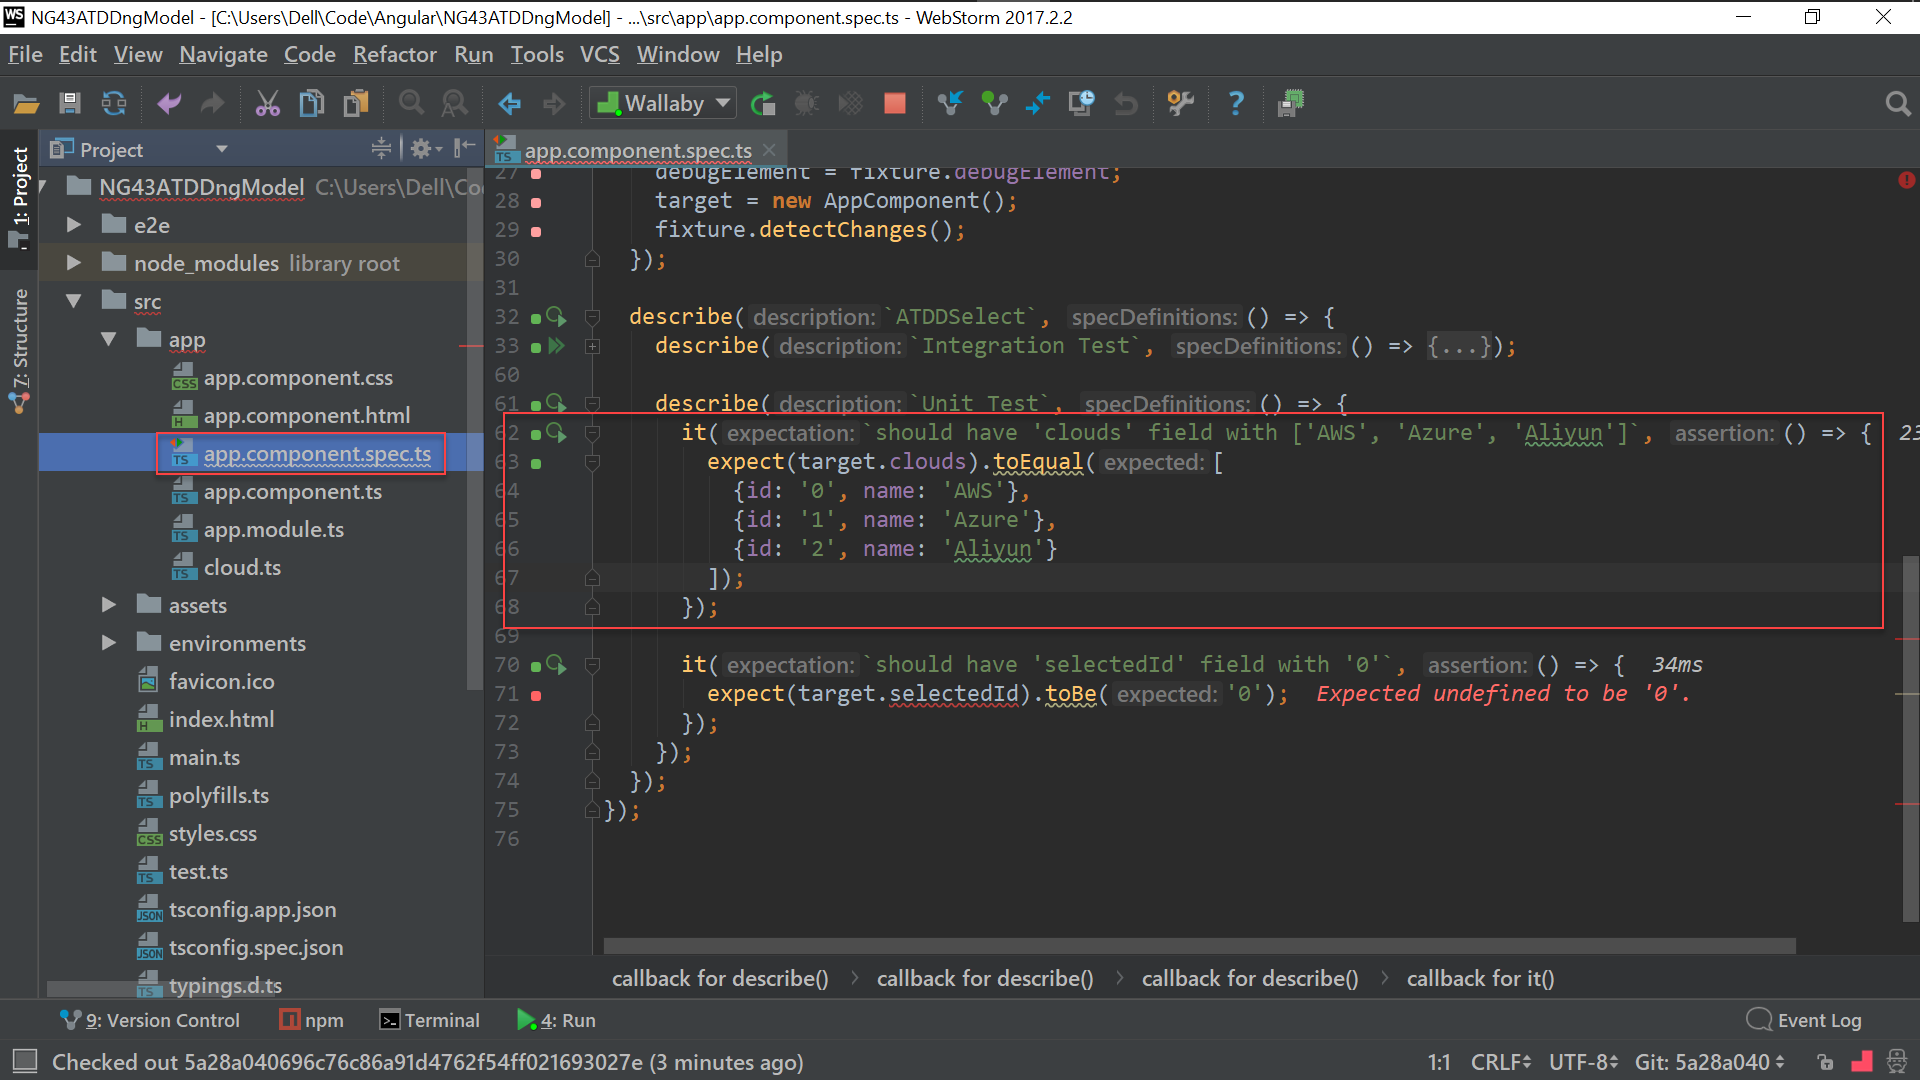 WS NG43ATDDngModel - [C:\Users\Dell\Code\Angular\NG43ATDDngModel] - ...\src\app\app.component.spec.ts - WebStorm 2017.2.2
File Edit View Navigate Code Refactor Run Tools VCS Window Help
Wallaby
Project
app.component.spec.ts
1: Project
7: Structure
NG43ATDDngModel C:\Users\Dell\Co
e2e
node_modules library root
src
app
app.component.css
app.component.html
app.component.spec.ts
app.component.ts
app.module.ts
cloud.ts
assets
environments
favicon.ico
index.html
main.ts
polyfills.ts
styles.css
test.ts
tsconfig.app.json
tsconfig.spec.json
typings.d.ts
27 debugElement = fixture.debugElement;
28 target = new AppComponent();
29 fixture.detectChanges();
30 });
31
32 describe( description: `ATDDSelect`, specDefinitions: () => {
33 describe( description: `Integration Test`, specDefinitions: () => {...});
60
61 describe( description: `Unit Test`, specDefinitions: () => {
62 it( expectation: `should have 'clouds' field with ['AWS', 'Azure', 'Aliyun']`, assertion: () => { 23
63 expect(target.clouds).toEqual( expected: [
64 {id: '0', name: 'AWS'},
65 {id: '1', name: 'Azure'},
66 {id: '2', name: 'Aliyun'}
67 ]);
68 });
69
70 it( expectation: `should have 'selectedId' field with '0'`, assertion: () => { 34ms
71 expect(target.selectedId).toBe( expected: '0'); Expected undefined to be '0'.
72 });
73 });
74 });
75 });
76
callback for describe() callback for describe() callback for describe() callback for it()
9: Version Control npm Terminal 4: Run Event Log
Checked out 5a28a040696c76c86a91d4762f54ff021693027e (3 minutes ago) 1:1 CRLF UTF-8 Git: 5a28a040